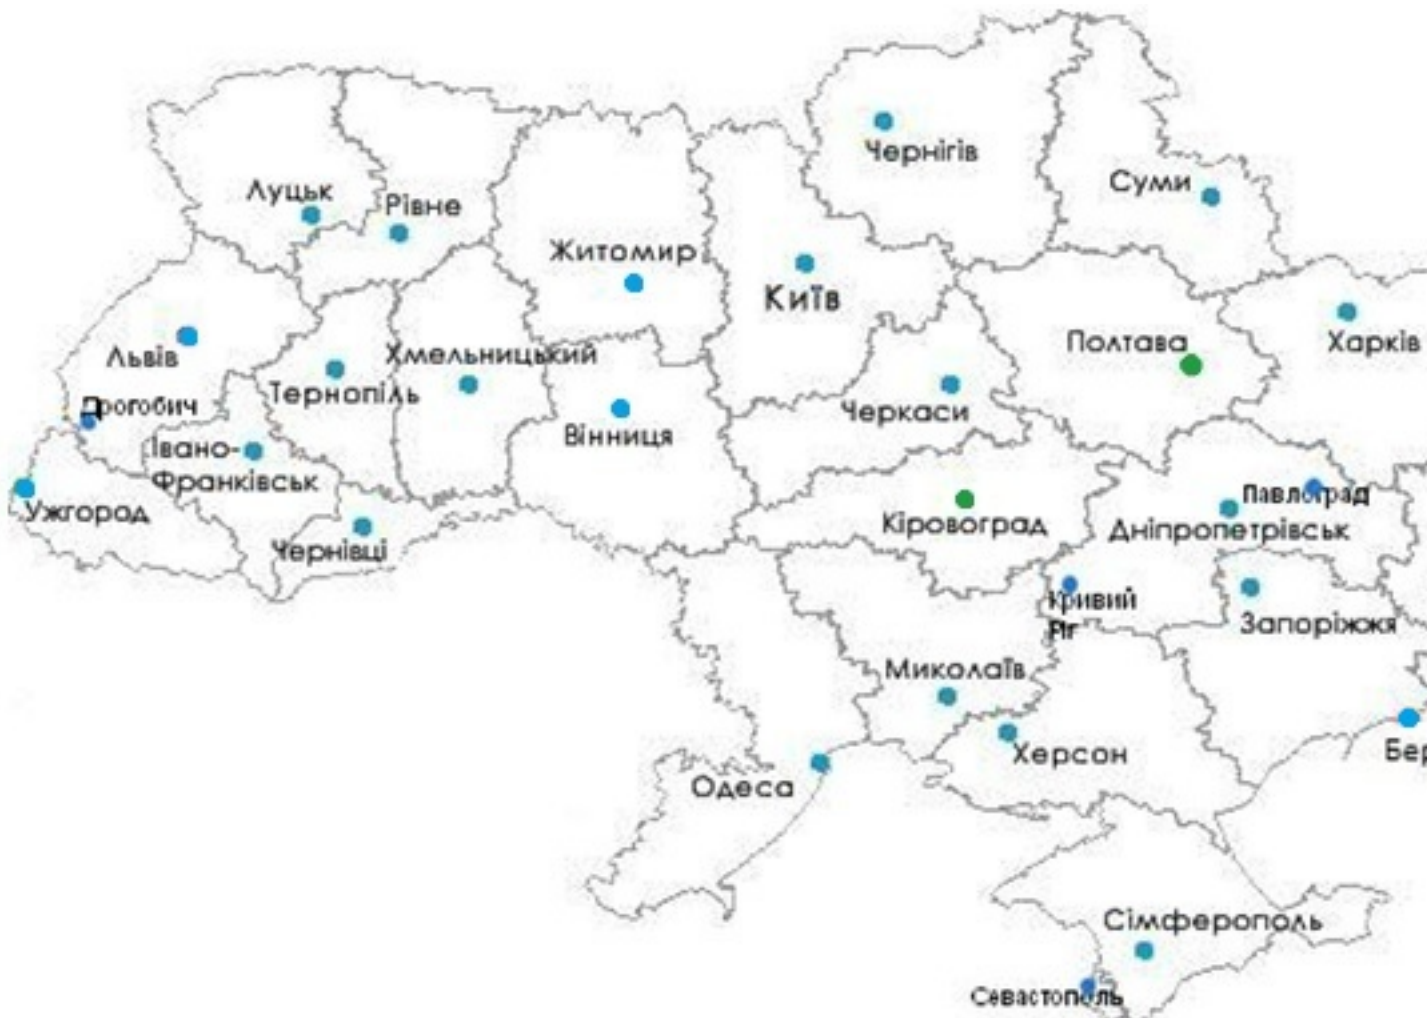 Чернігів
Суми
Луцьк
Рівне
Житомир
Київ
Полтава
Харків
Львів
Хмельницький
Тернопіль
Дрогобич
Черкаси
Вінниця
Івано-
Франківськ
Ужгород
Павлоград
Кіровоград
Дніпропетрівськ
Чернівці
Кривий
Ріг
Запоріжжя
Миколаїв
Херсон
Бер
Одеса
Сімферополь
Севастополь